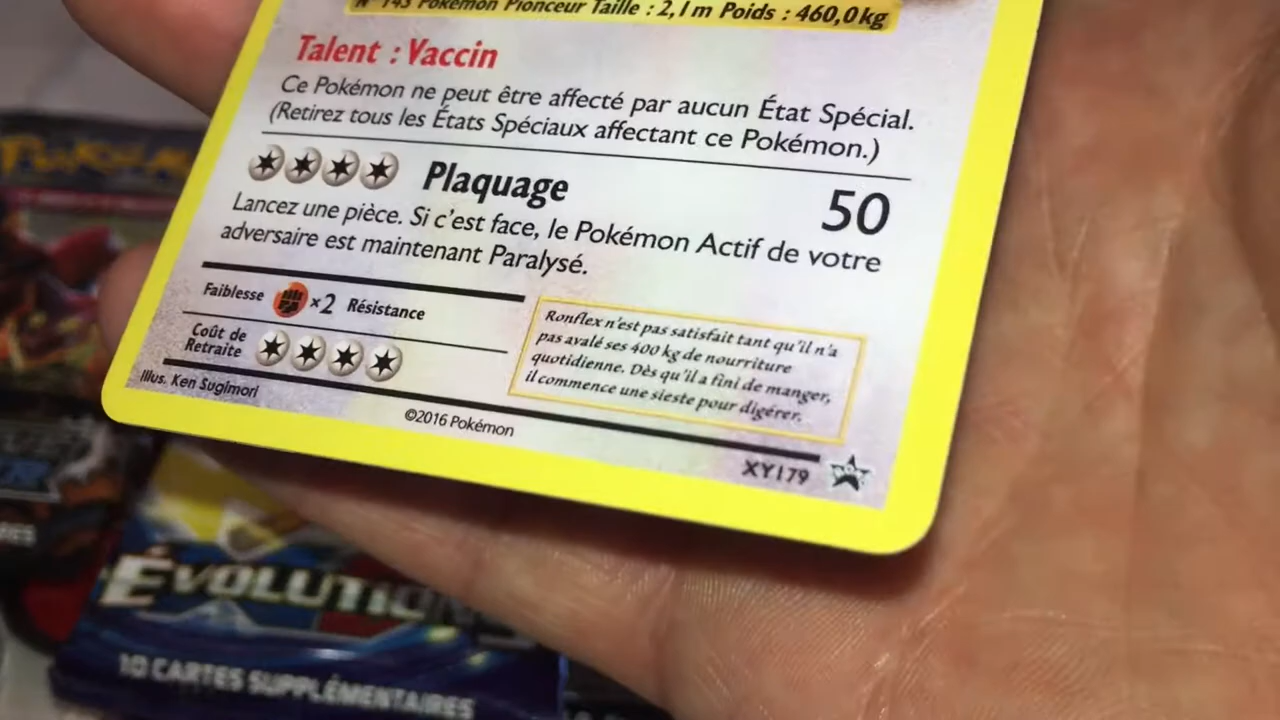 N° 143 Pokémon Pionceur Taille : 2,1 m Poids : 460,0 kg
Talent : Vaccin
Ce Pokémon ne peut être affecté par aucun État Spécial.
(Retirez tous les États Spéciaux affectant ce Pokémon.)
Plaquage 50
Lancez une pièce. Si c'est face, le Pokémon Actif de votre
adversaire est maintenant Paralysé.
Faiblesse ×2 Résistance
Coût de
Retraite
Ronflex n'est pas satisfait tant qu'il n'a
pas avalé ses 400 kg de nourriture
quotidienne. Dès qu'il a fini de manger,
il commence une sieste pour digérer.
Illus. Ken Sugimori
©2016 Pokémon
XY179
POKÉMON
ÉVOLUTIO
10 CARTES SUPPLÉMENTAIRES